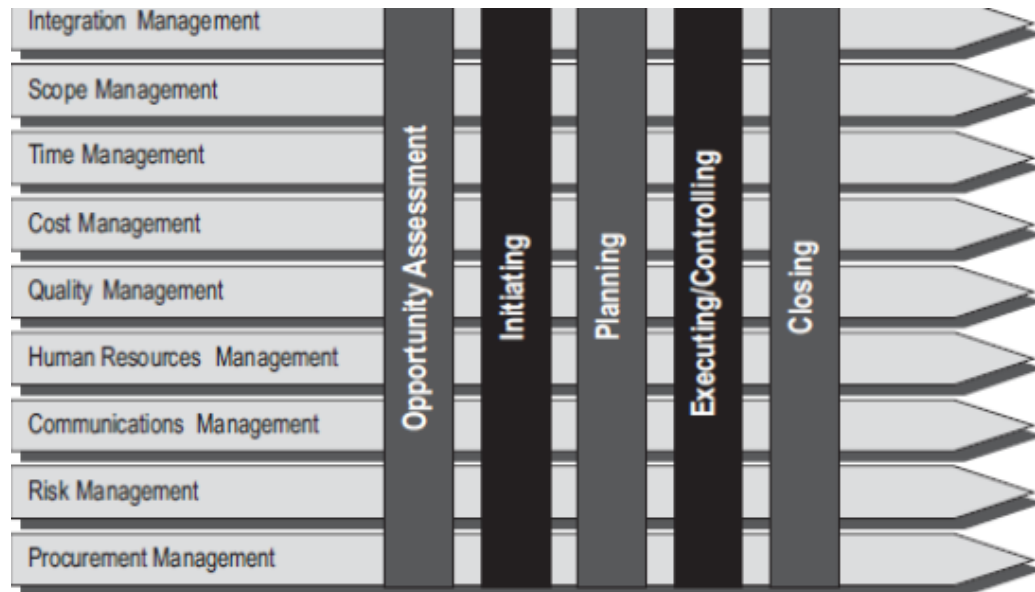 Integration Management
Scope Management
Time Management
Cost Management
Quality Management
Human Resources Management
Communications Management
Risk Management
Procurement Management
Opportunity Assessment
Initiating
Planning
Executing/Controlling
Closing